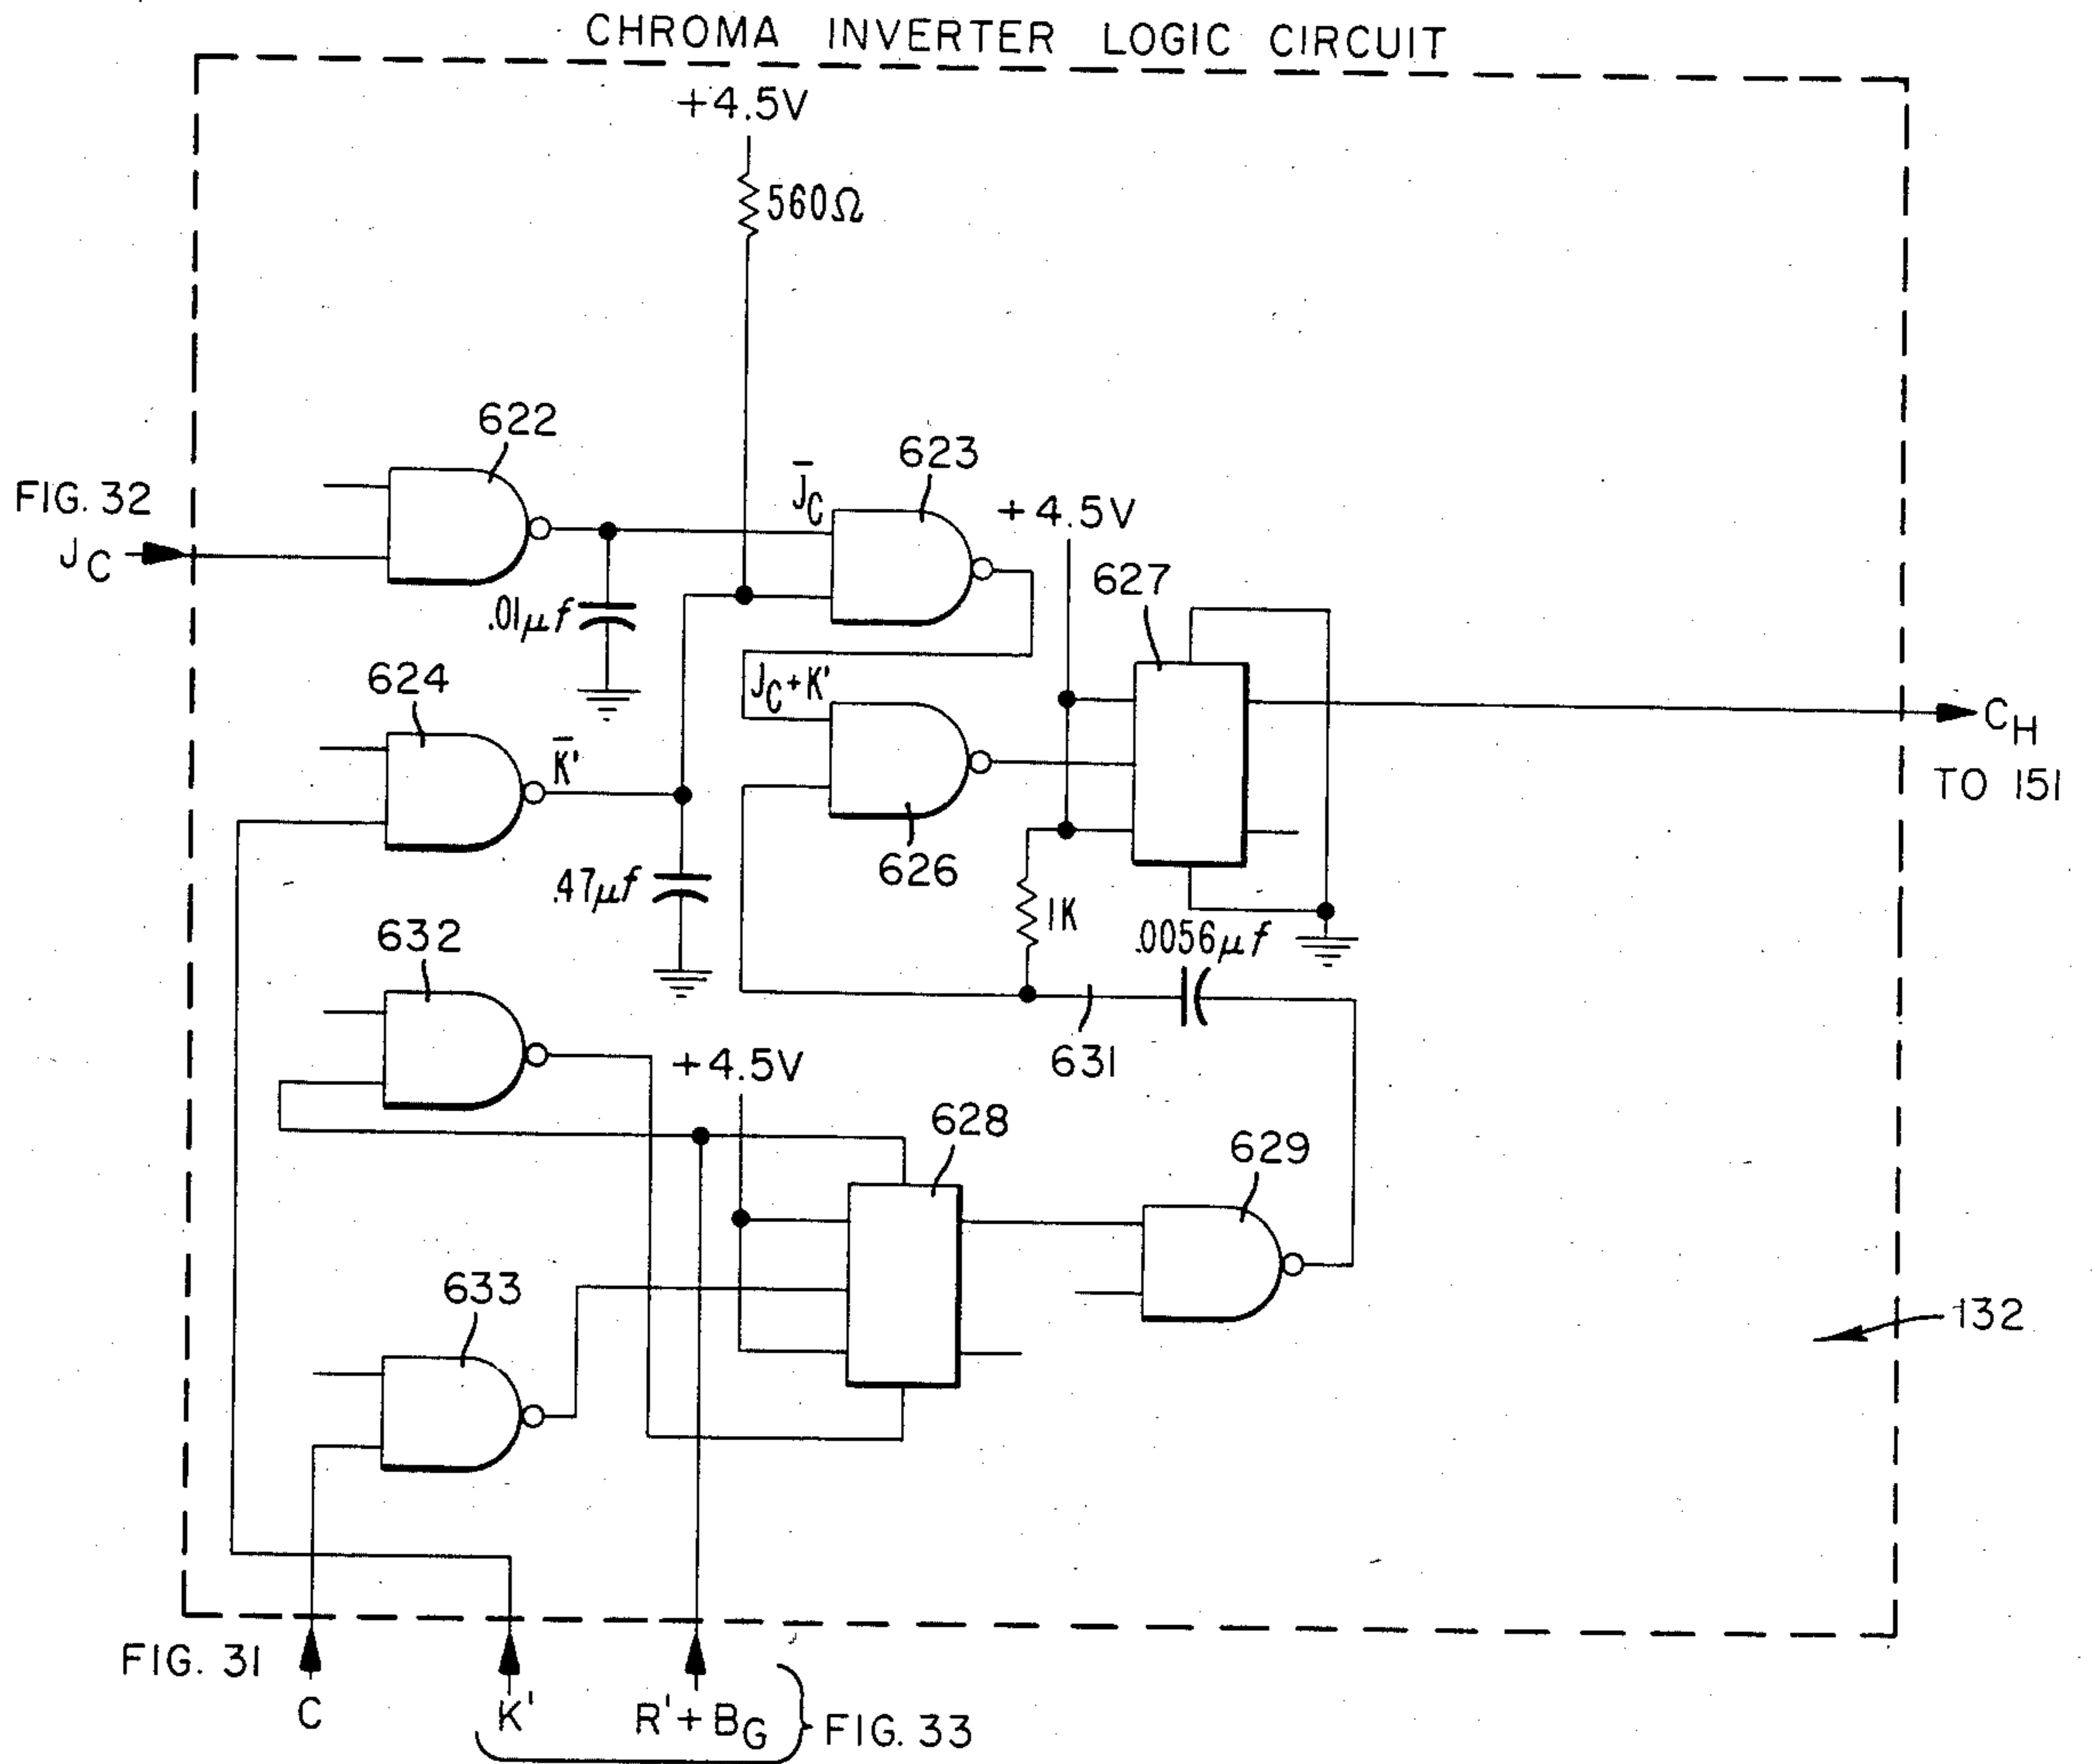 CHROMA INVERTER LOGIC CIRCUIT
+4.5V
560Ω
622
623
FIG. 32
J̅C
+4.5V
JC
627
.01μf
624
JC+K'
K̅'
CH
TO 151
626
.47μf
1K
632
.0056μf
631
+4.5V
628
629
633
132
FIG. 31
C
K'
R'+BG
FIG. 33